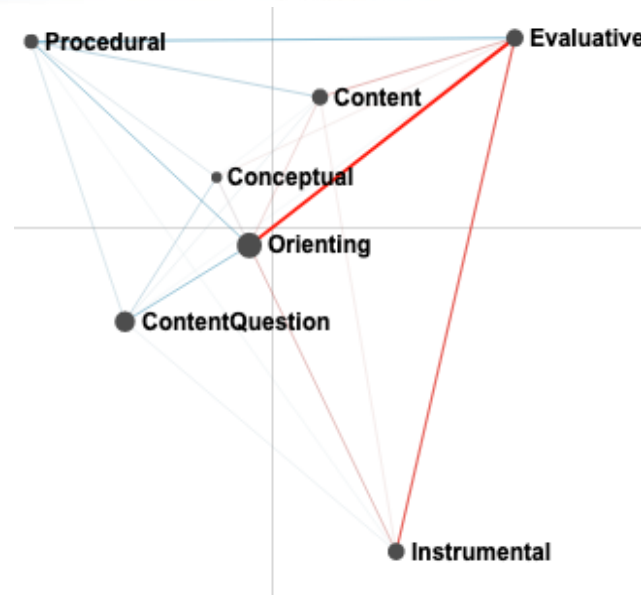 Procedural
Evaluative
Content
Conceptual
Orienting
ContentQuestion
Instrumental